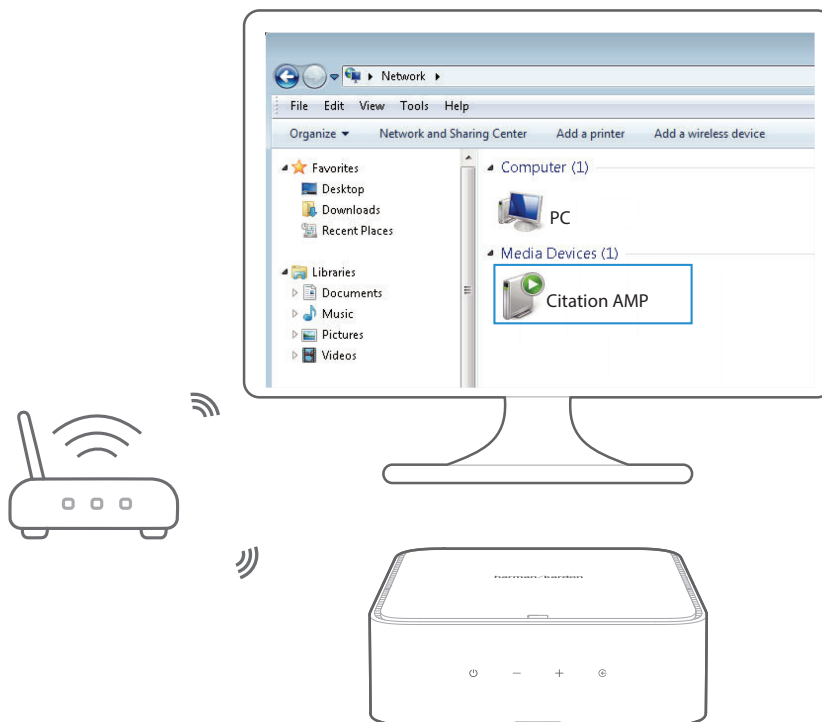 Network
File Edit View Tools Help
Organize Network and Sharing Center Add a printer Add a wireless device
Favorites
Desktop
Downloads
Recent Places
Libraries
Documents
Music
Pictures
Videos
Computer (1)
PC
Media Devices (1)
Citation AMP
harman/kardon